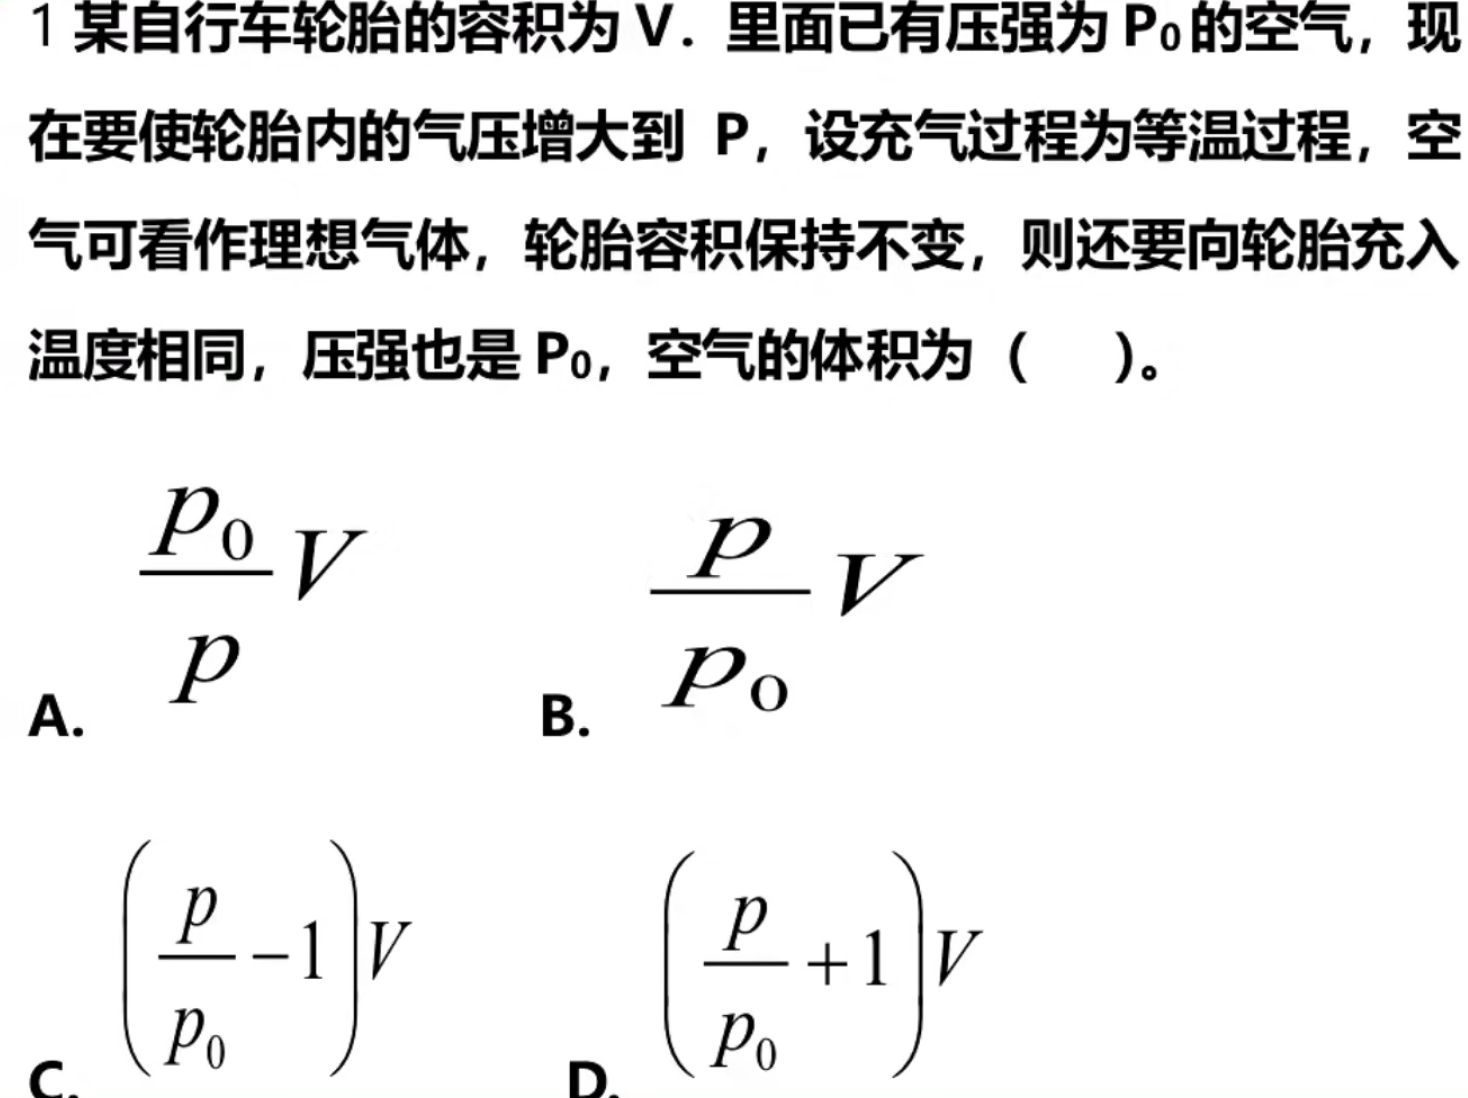 1 某自行车轮胎的容积为 V．里面已有压强为 P₀的空气，现
在要使轮胎内的气压增大到 P，设充气过程为等温过程，空
气可看作理想气体，轮胎容积保持不变，则还要向轮胎充入
温度相同，压强也是 P₀，空气的体积为（ ）。
A. \frac{p_0}{p} V B. \frac{p}{p_0} V
C. \left( \frac{p}{p_0} - 1 \right) V D. \left( \frac{p}{p_0} + 1 \right) V